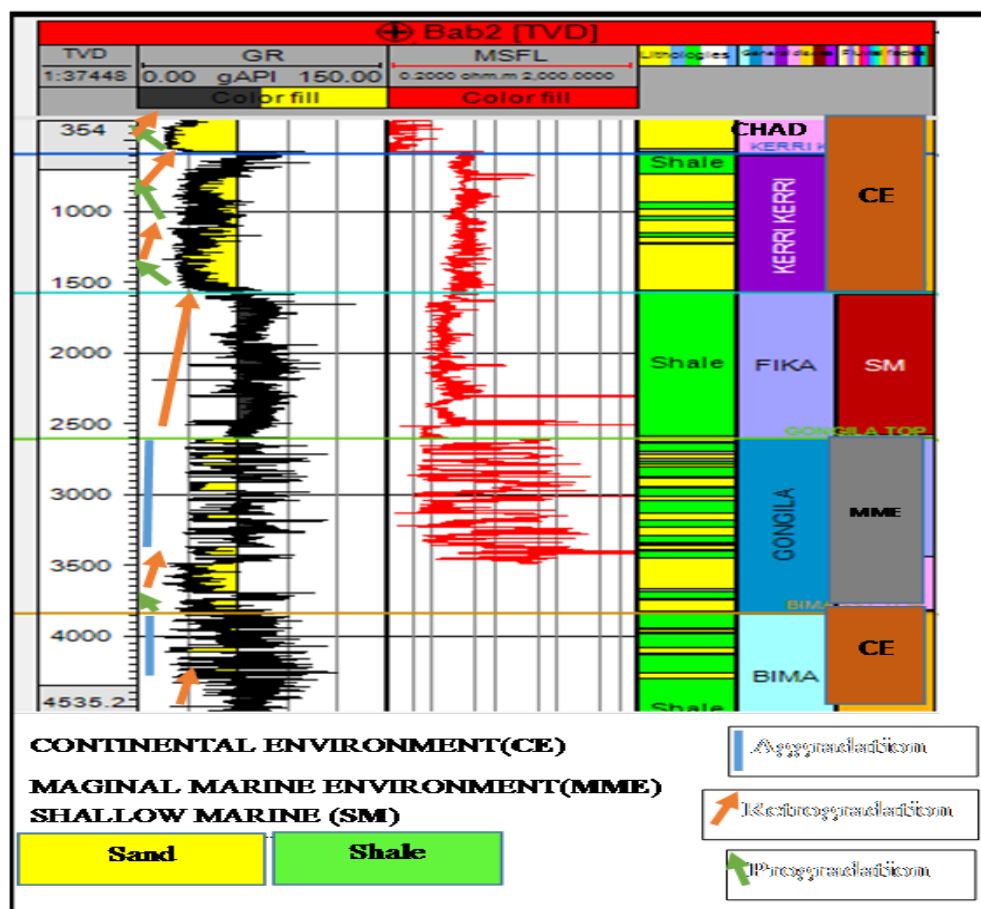 Bab2 [TVD]
TVD GR MSFL Lithologies
1:37448 0.00 gAPI 150.00 0.2000 ohm.m 2,000.0000
Color fill Color fill
354 CHAD
KERRI K
Shale
CE
1000
KERRI KERRI
1500
2000 Shale FIKA SM
2500
GONGILA TOP
3000
GONGILA
MME
3500
BIMA
4000
CE
BIMA
4535.2
Shale
CONTINENTAL ENVIRONMENT(CE)
MAGINAL MARINE ENVIRONMENT(MME)
SHALLOW MARINE (SM)
Sand Shale
Aggradation
Retrogradation
Progradation